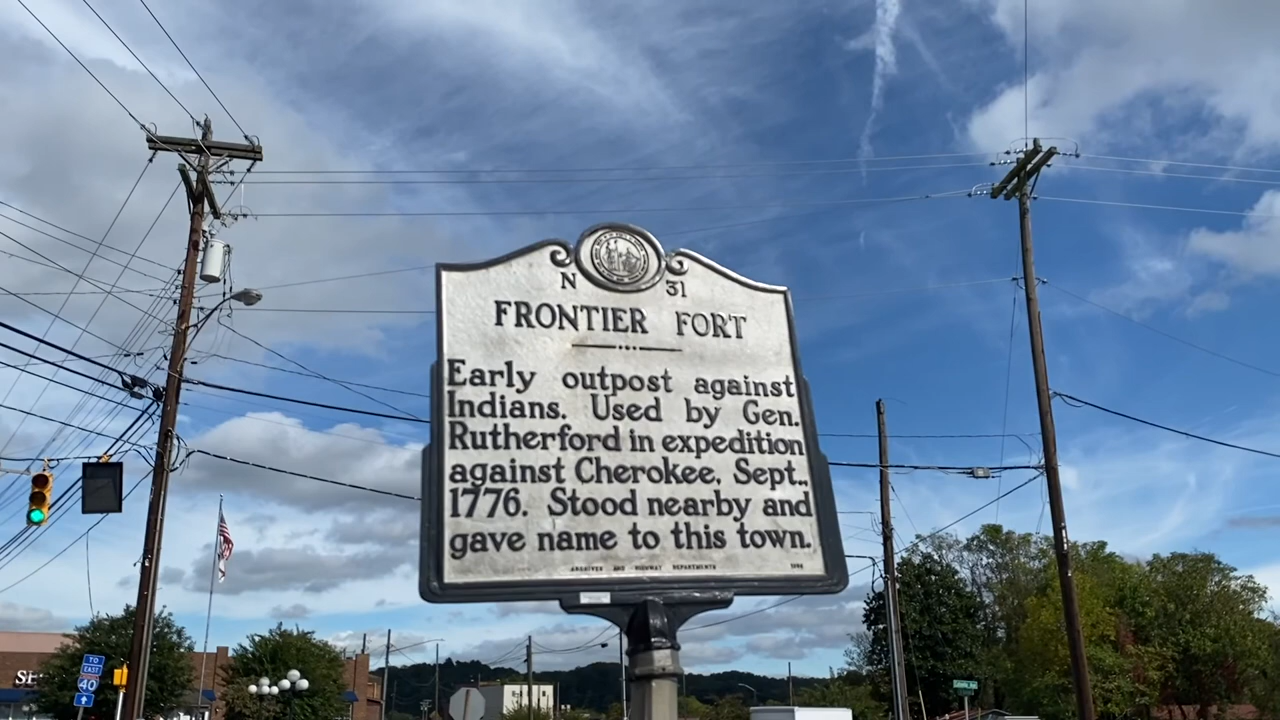 N 31
FRONTIER FORT
Early outpost against
Indians. Used by Gen.
Rutherford in expedition
against Cherokee, Sept.,
1776. Stood nearby and
gave name to this town.
ARCHIVES AND HIGHWAY DEPARTMENTS
TO
EAST
40